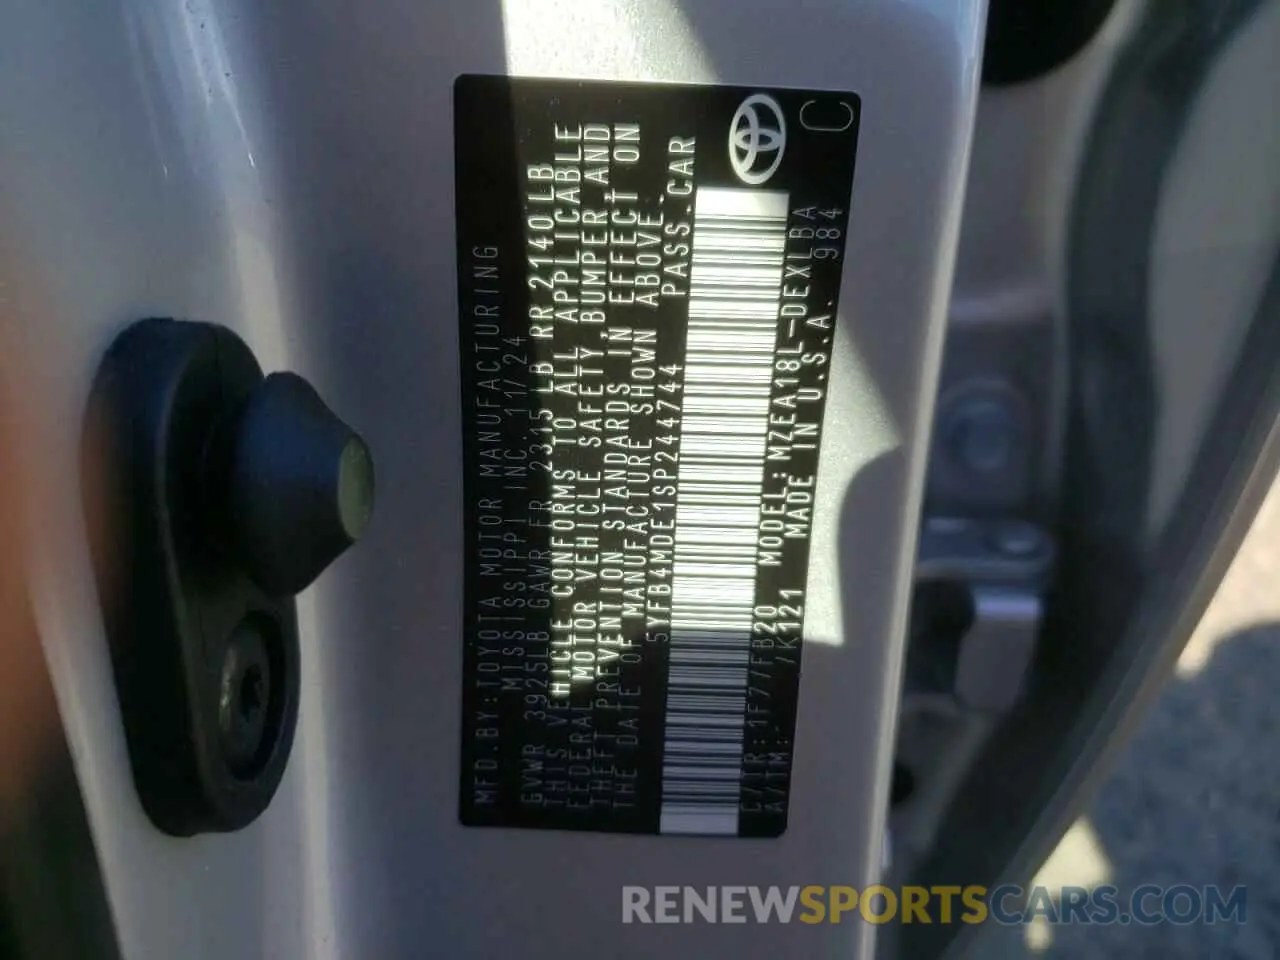 MFD.BY:TOYOTA MOTOR MANUFACTURING
MISSISSIPPI INC. 11/24
GVWR 3925LB GAWR FR 2315 LB RR 2140LB
THIS VEHICLE CONFORMS TO ALL APPLICABLE
FEDERAL MOTOR VEHICLE SAFETY, BUMPER, AND
THEFT PREVENTION STANDARDS IN EFFECT ON
THE DATE OF MANUFACTURE SHOWN ABOVE.
5YFB4MDE1SP244744 PASS.CAR
C/TR:1F7/FB20 MODEL:MZEA18L-DEXLBA
A/TM:-/K121 MADE IN U.S.A. 984
C
RENEWSPORTSCARS.COM